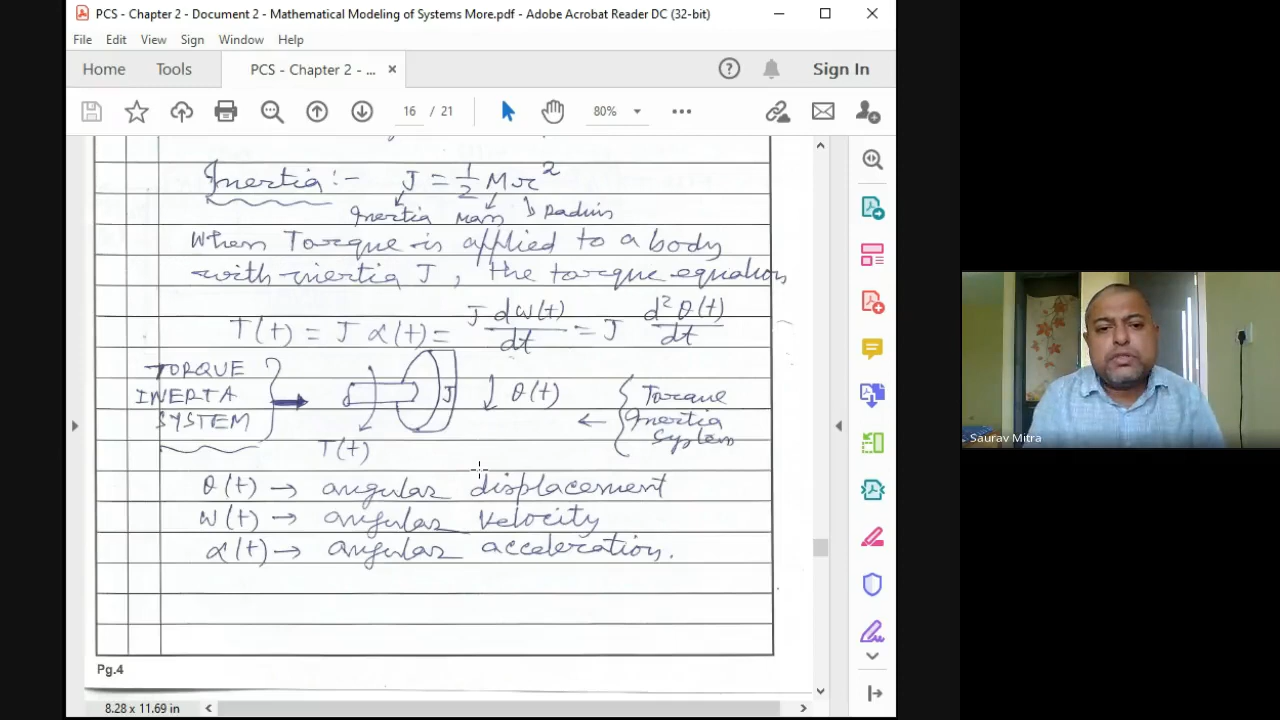 PCS - Chapter 2 - Document 2 - Mathematical Modeling of Systems More.pdf - Adobe Acrobat Reader DC (32-bit)
File Edit View Sign Window Help
Home Tools PCS - Chapter 2 - ... × Sign In
16 / 21 80%
Inertia :- J = 1/2 Mr²
Inertia Mass Radius
When Torque is applied to a body
with inertia J, the torque equation
T(t) = J α(t) = J dω(t)/dt = J d²θ(t)/dt
TORQUE
INERTA
SYSTEM
J
θ(t)
T(t)
Torque
Inertia
System
θ(t) → angular displacement
ω(t) → angular velocity
α(t) → angular acceleration.
Pg.4
8.28 x 11.69 in
Saurav Mitra